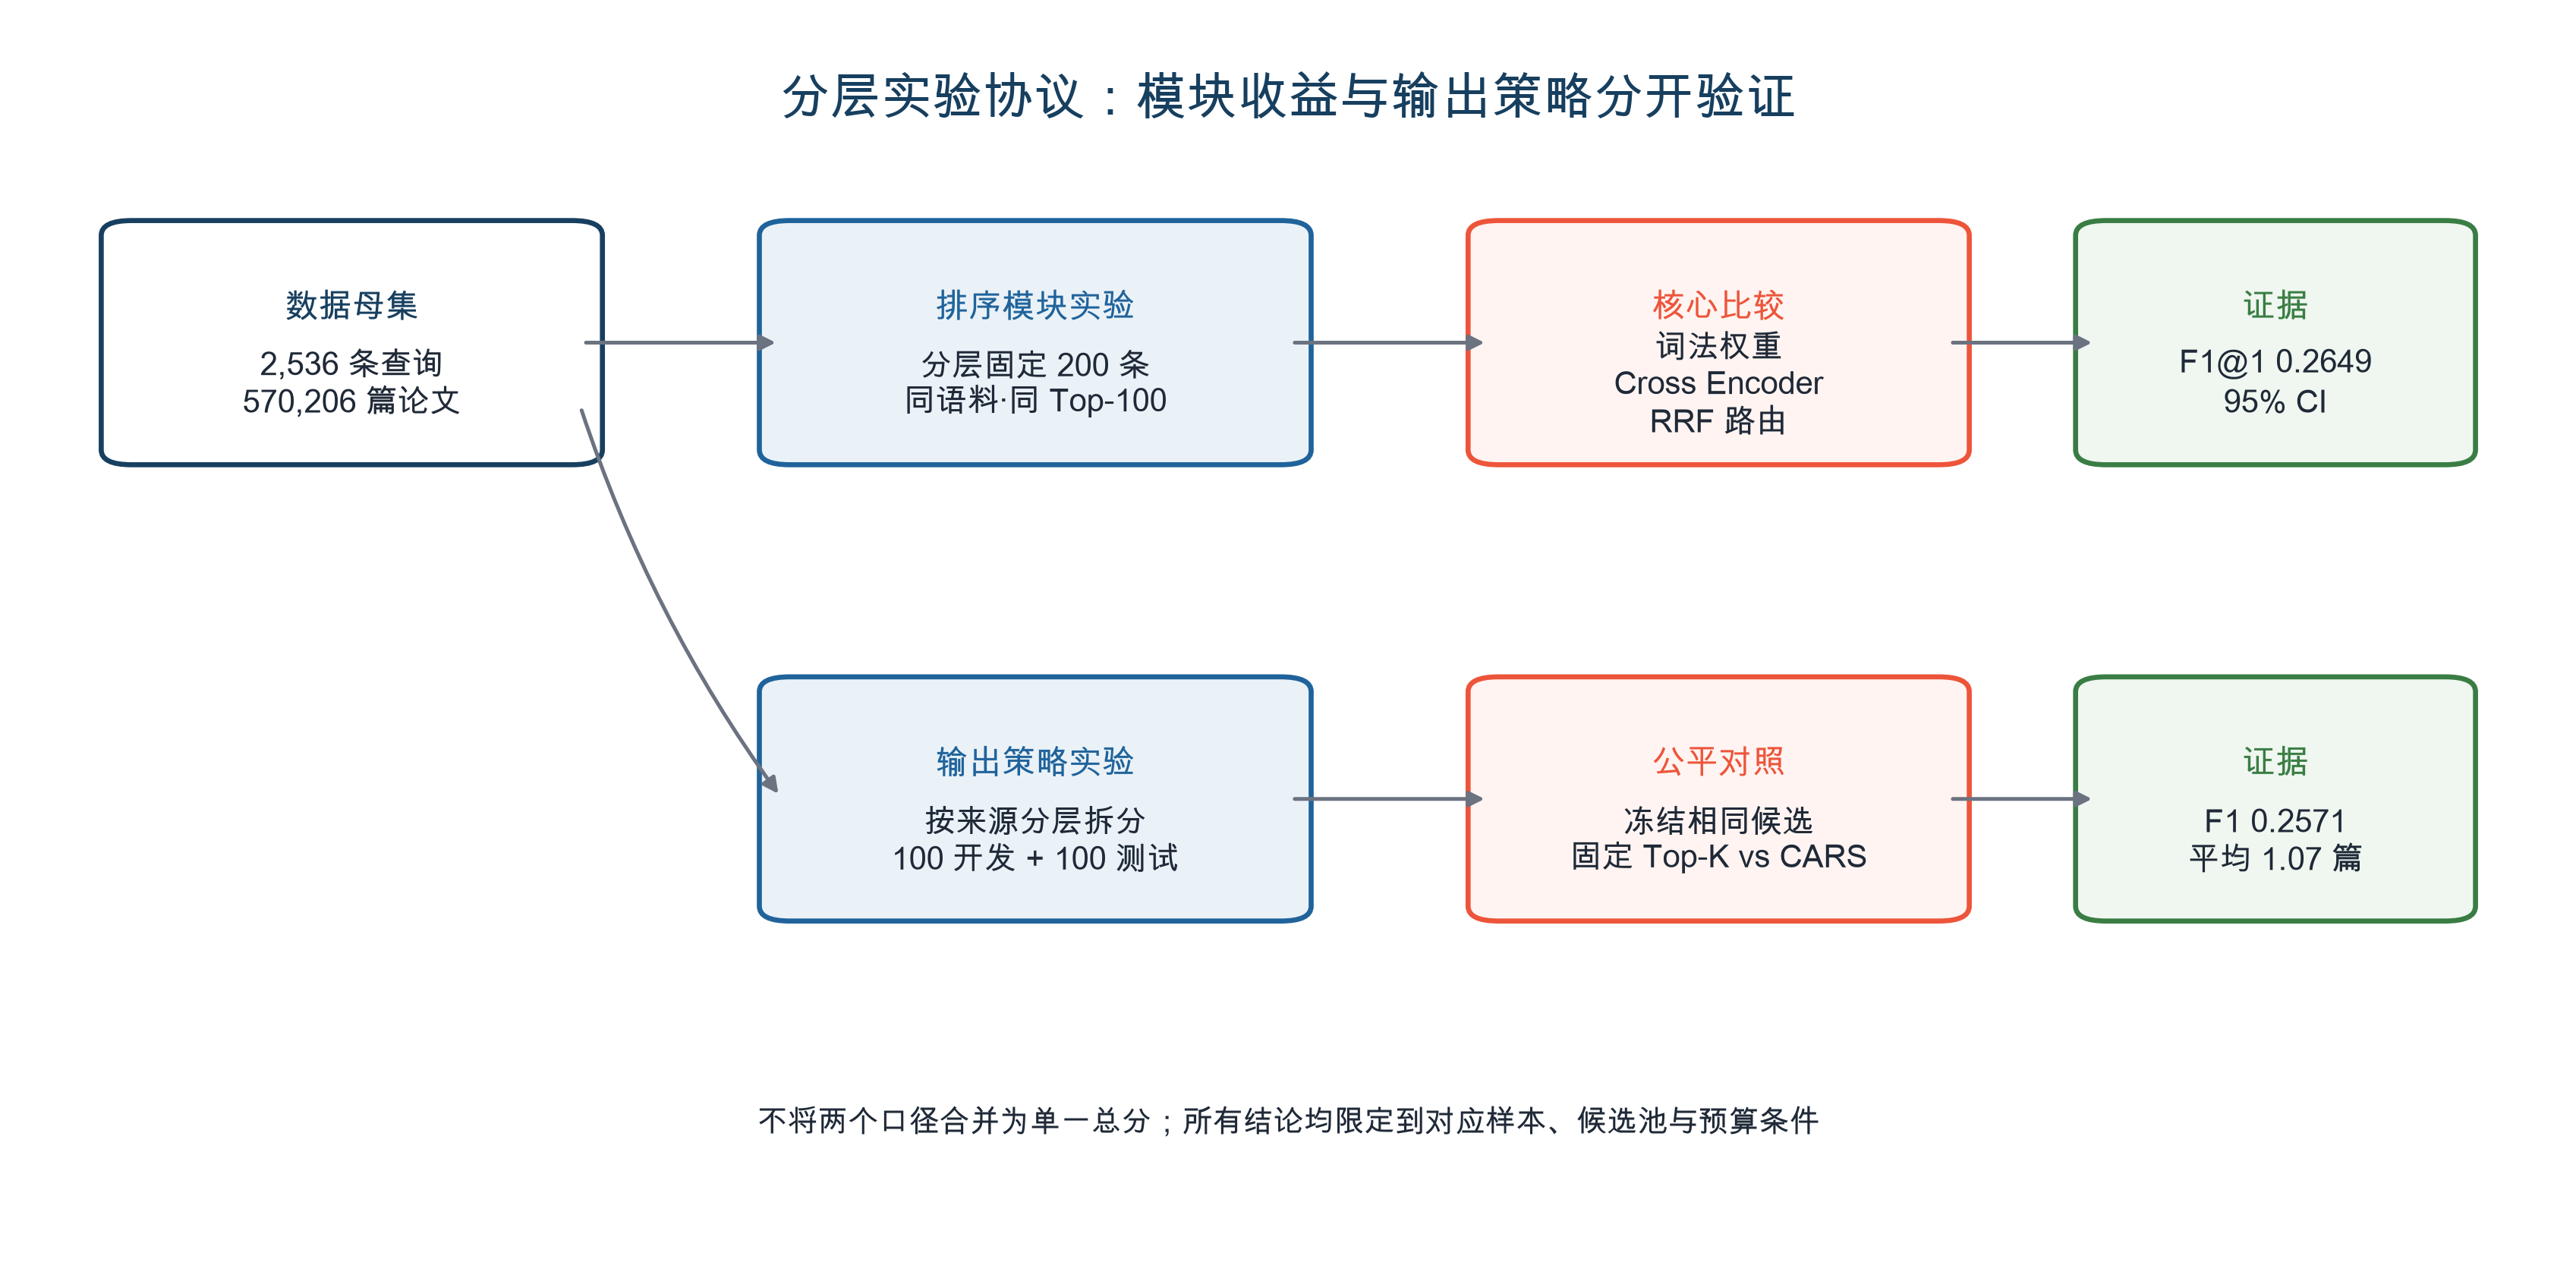 分层实验协议：模块收益与输出策略分开验证
数据母集
2,536 条查询
570,206 篇论文
排序模块实验
分层固定 200 条
同语料·同 Top-100
核心比较
词法权重
Cross Encoder
RRF 路由
证据
F1@1 0.2649
95% CI
输出策略实验
按来源分层拆分
100 开发 + 100 测试
公平对照
冻结相同候选
固定 Top-K vs CARS
证据
F1 0.2571
平均 1.07 篇
不将两个口径合并为单一总分；所有结论均限定到对应样本、候选池与预算条件